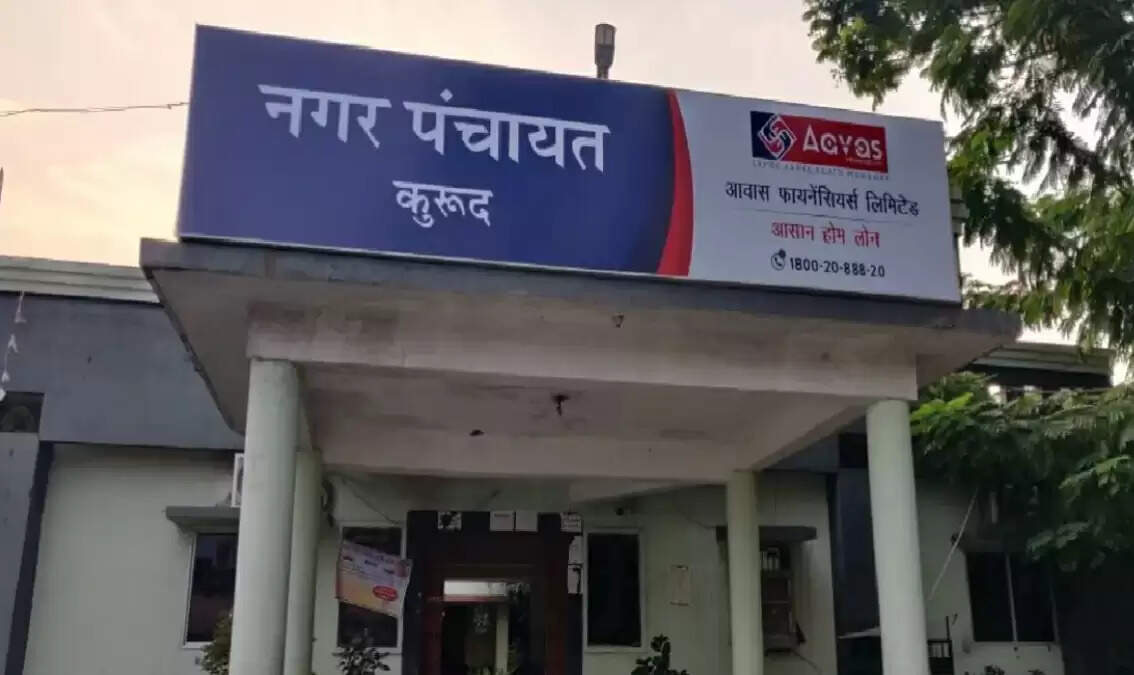 नगर पंचायत
कुरूद
Aavas
आवास फायनेंसियर्स लिमिटेड
आसान होम लोन
1800-20-888-20